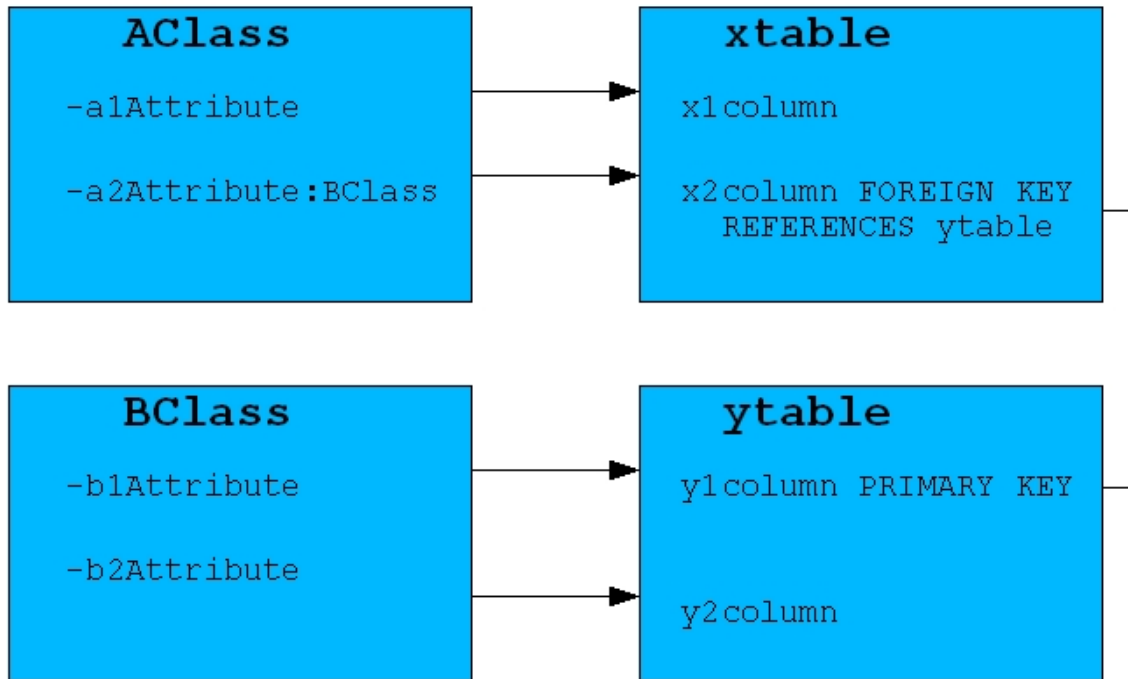 AClass
-a1Attribute
-a2Attribute:BClass
xtable
x1column
x2column FOREIGN KEY
REFERENCES ytable
BClass
-b1Attribute
-b2Attribute
ytable
y1column PRIMARY KEY
y2column